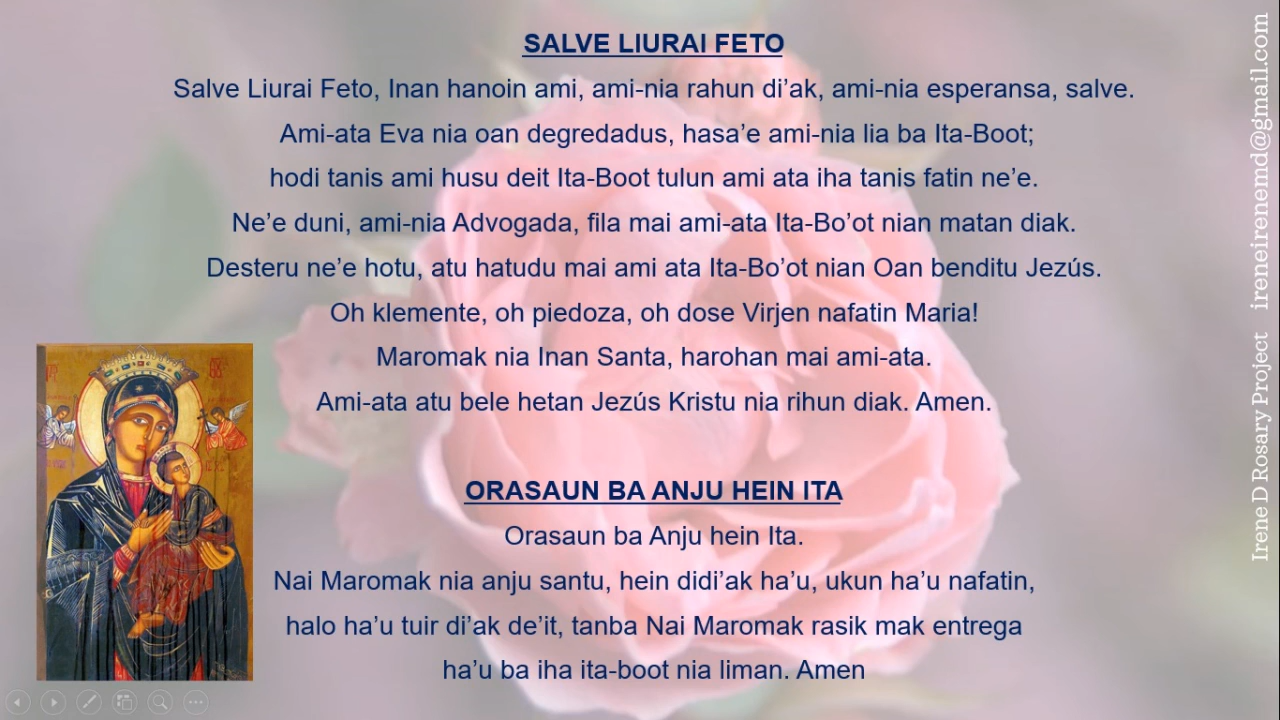 SALVE LIURAI FETO
Salve Liurai Feto, Inan hanoin ami, ami-nia rahun di’ak, ami-nia esperansa, salve.
Ami-ata Eva nia oan degredadus, hasa’e ami-nia lia ba Ita-Boot;
hodi tanis ami husu deit Ita-Boot tulun ami ata iha tanis fatin ne’e.
Ne’e duni, ami-nia Advogada, fila mai ami-ata Ita-Bo’ot nian matan diak.
Desteru ne’e hotu, atu hatudu mai ami ata Ita-Bo’ot nian Oan benditu Jezús.
Oh klemente, oh piedoza, oh dose Virjen nafatin Maria!
Maromak nia Inan Santa, harohan mai ami-ata.
Ami-ata atu bele hetan Jezús Kristu nia rihun diak. Amen.
ORASAUN BA ANJU HEIN ITA
Orasaun ba Anju hein Ita.
Nai Maromak nia anju santu, hein didi’ak ha’u, ukun ha’u nafatin,
halo ha’u tuir di’ak de’it, tanba Nai Maromak rasik mak entrega
ha’u ba iha ita-boot nia liman. Amen
Irene D Rosary Project ireneirenemd@gmail.com